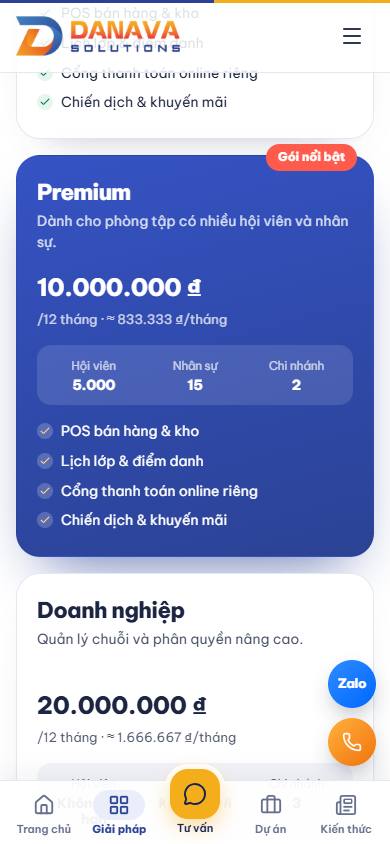 POS bán hàng & kho
DANAVA
SOLUTIONS
Cổng thanh toán online riêng
Chiến dịch & khuyến mãi
Gói nổi bật
Premium
Dành cho phòng tập có nhiều hội viên và nhân
sự.
10.000.000 ₫
/12 tháng · ≈ 833.333 ₫/tháng
Hội viên
Nhân sự
Chi nhánh
5.000
15
2
POS bán hàng & kho
Lịch lớp & điểm danh
Cổng thanh toán online riêng
Chiến dịch & khuyến mãi
Doanh nghiệp
Quản lý chuỗi và phân quyền nâng cao.
20.000.000 ₫
/12 tháng · ≈ 1.666.667 ₫/tháng
Zalo
3
Trang chủ
Giải pháp
Tư vấn
Dự án
Kiến thức